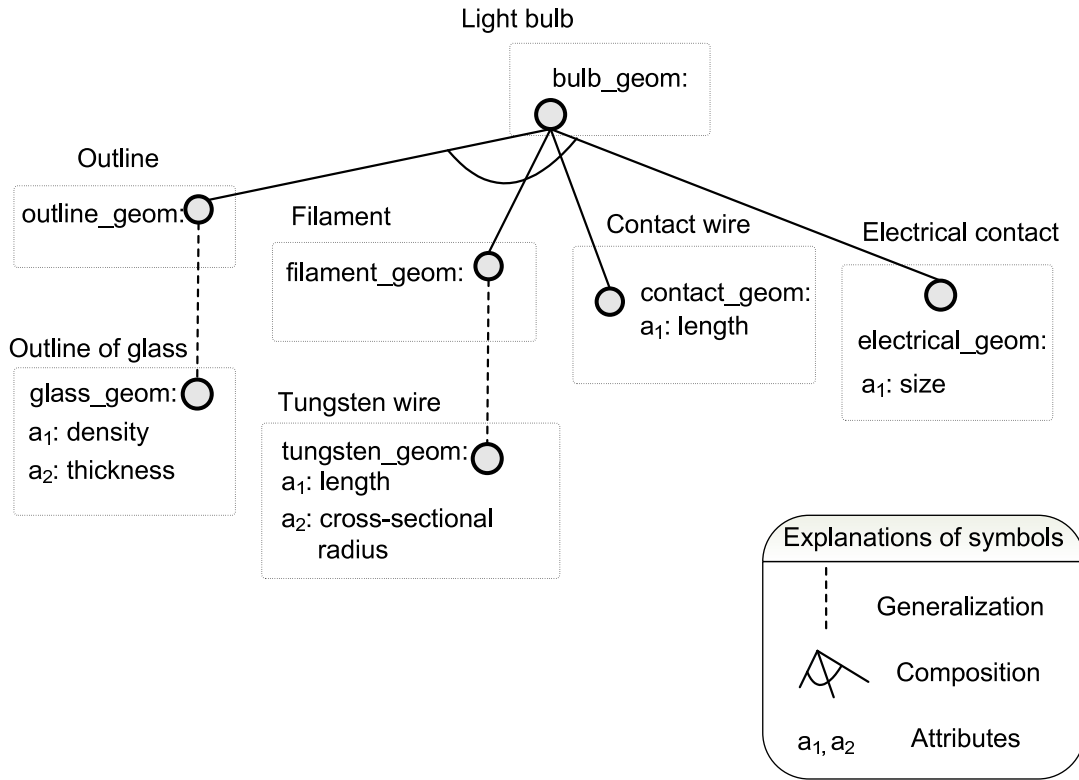 Light bulb
bulb_geom:
Outline
outline_geom:
Filament
filament_geom:
Contact wire
contact_geom:
a₁: length
Electrical contact
electrical_geom:
a₁: size
Outline of glass
glass_geom:
a₁: density
a₂: thickness
Tungsten wire
tungsten_geom:
a₁: length
a₂: cross-sectional
radius
Explanations of symbols
Generalization
Composition
a₁, a₂ Attributes